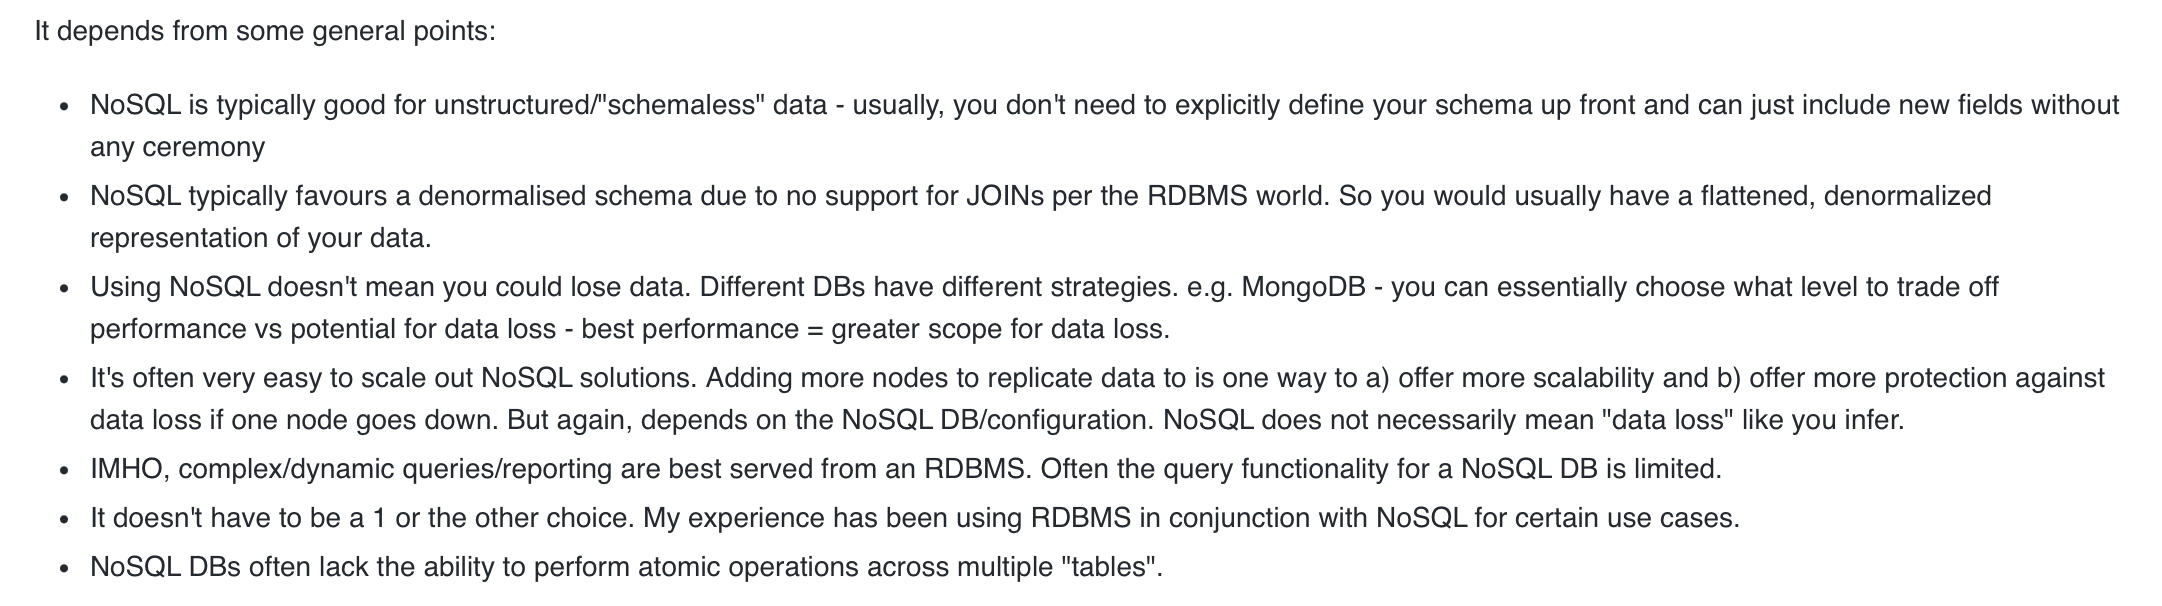 It depends from some general points:
• NoSQL is typically good for unstructured/"schemaless" data - usually, you don't need to explicitly define your schema up front and can just include new fields without
any ceremony
• NoSQL typically favours a denormalised schema due to no support for JOINs per the RDBMS world. So you would usually have a flattened, denormalized
representation of your data.
• Using NoSQL doesn't mean you could lose data. Different DBs have different strategies. e.g. MongoDB - you can essentially choose what level to trade off
performance vs potential for data loss - best performance = greater scope for data loss.
• It's often very easy to scale out NoSQL solutions. Adding more nodes to replicate data to is one way to a) offer more scalability and b) offer more protection against
data loss if one node goes down. But again, depends on the NoSQL DB/configuration. NoSQL does not necessarily mean "data loss" like you infer.
• IMHO, complex/dynamic queries/reporting are best served from an RDBMS. Often the query functionality for a NoSQL DB is limited.
• It doesn't have to be a 1 or the other choice. My experience has been using RDBMS in conjunction with NoSQL for certain use cases.
• NoSQL DBs often lack the ability to perform atomic operations across multiple "tables".